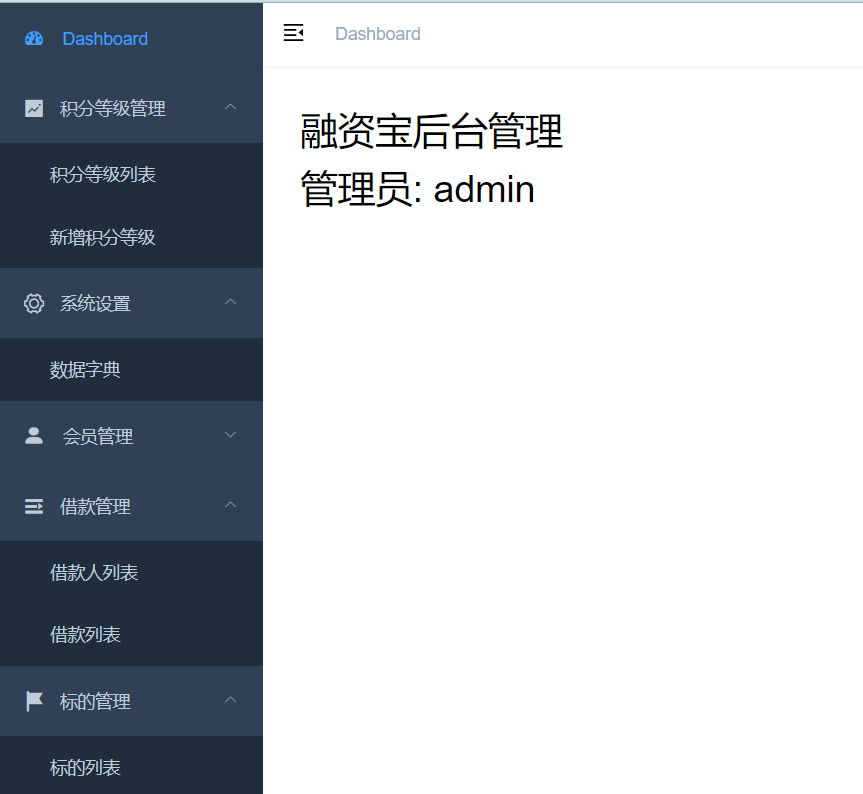 Dashboard
积分等级管理
积分等级列表
新增积分等级
系统设置
数据字典
会员管理
借款管理
借款人列表
借款列表
标的管理
标的列表
Dashboard
融资宝后台管理
管理员: admin